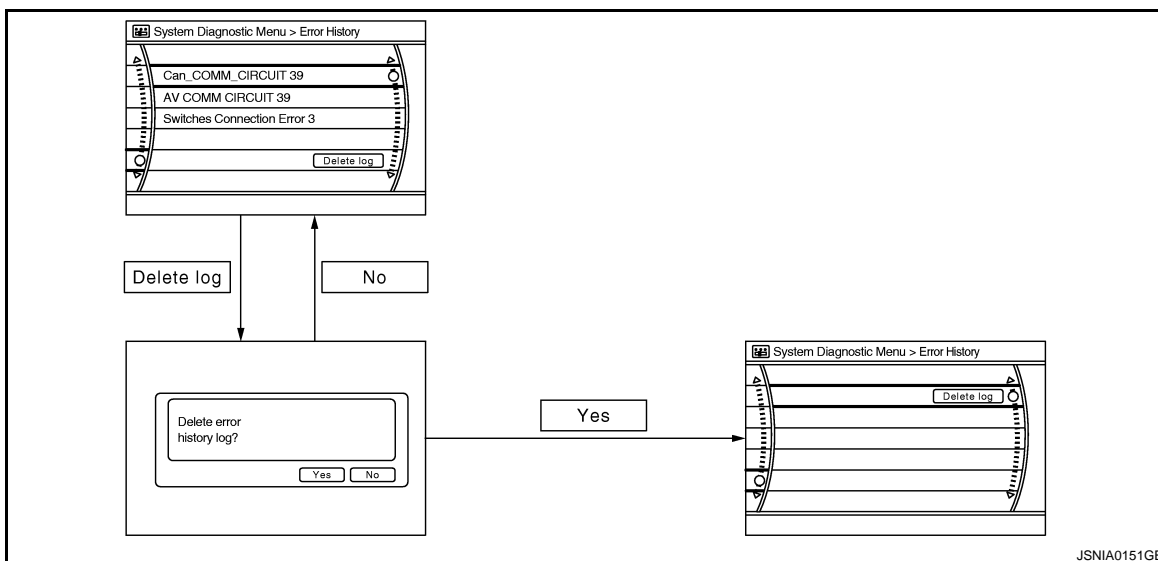 System Diagnostic Menu > Error History
Can_COMM_CIRCUIT 39
AV COMM CIRCUIT 39
Switches Connection Error 3
Delete log
Delete log
No
Delete error
history log?
Yes No
Yes
System Diagnostic Menu > Error History
Delete log
JSNIA0151GB